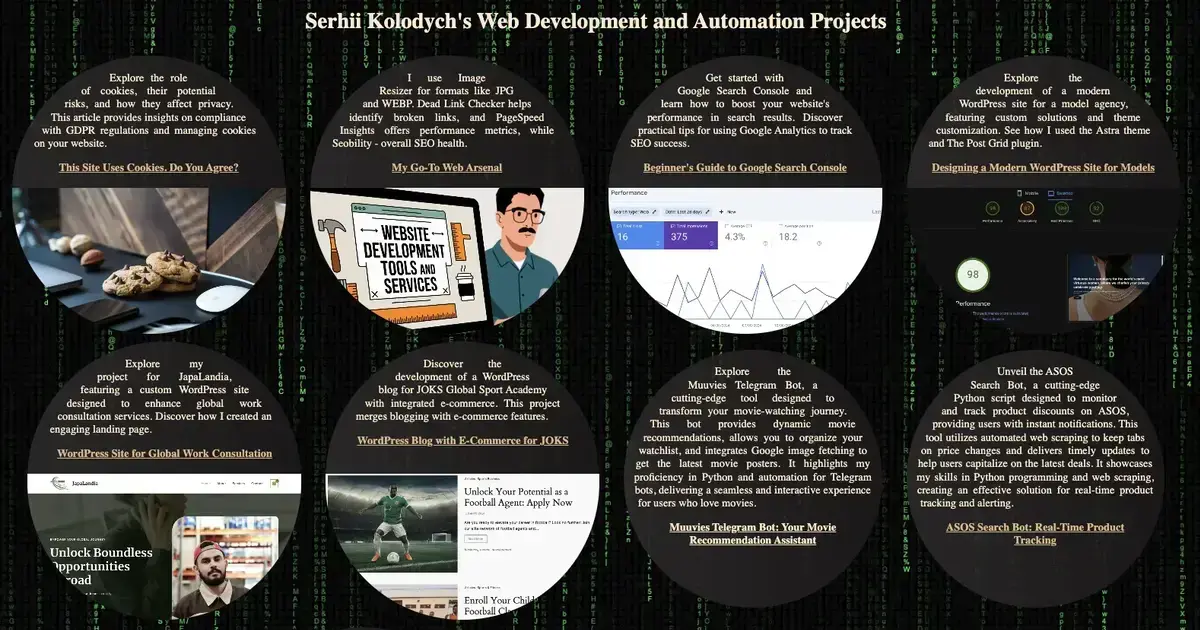 Serhii Kolodych's Web Development and Automation Projects
Explore the role
of cookies, their potential
risks, and how they affect privacy.
This article provides insights on compliance
with GDPR regulations and managing cookies
on your website.
This Site Uses Cookies. Do You Agree?
I use Image
Resizer for formats like JPG
and WEBP. Dead Link Checker helps
identify broken links, and PageSpeed
Insights offers performance metrics, while
Seobility - overall SEO health.
My Go-To Web Arsenal
WEBSITE
DEVELOPMENT
TOOLS AND
SERVICES
Get started with
Google Search Console and
learn how to boost your website's
performance in search results. Discover
practical tips for using Google Analytics to track
SEO success.
Beginner's Guide to Google Search Console
Performance
Search type: Web
Date: Last 28 days
New
16
375
4.3%
18.2
Explore the
development of a modern
WordPress site for a model agency,
featuring custom solutions and theme
customization. See how I used the Astra theme
and The Post Grid plugin.
Designing a Modern WordPress Site for Models
98
Performance
Explore my
project for JapaLandia,
featuring a custom WordPress site
designed to enhance global work
consultation services. Discover how I created an
engaging landing page.
WordPress Site for Global Work Consultation
JapaLandia
Unlock Boundless
Opportunities
Abroad
Discover the
development of a WordPress
blog for JOKS Global Sport Academy
with integrated e-commerce. This project
merges blogging with e-commerce features.
WordPress Blog with E-Commerce for JOKS
Unlock Your Potential as a
Football Agent: Apply Now
Enroll Your Child
Football
Explore the
Muuvies Telegram Bot, a
cutting-edge tool designed to
transform your movie-watching journey.
This bot provides dynamic movie
recommendations, allows you to organize your
watchlist, and integrates Google image fetching to
get the latest movie posters. It highlights my
proficiency in Python and automation for Telegram
bots, delivering a seamless and interactive experience
for users who love movies.
Muuvies Telegram Bot: Your Movie
Recommendation Assistant
Unveil the ASOS
Search Bot, a cutting-edge
Python script designed to monitor
and track product discounts on ASOS,
providing users with instant notifications. This
tool utilizes automated web scraping to keep tabs
on price changes and delivers timely updates to
help users capitalize on the latest deals. It showcases
my skills in Python programming and web scraping,
creating an effective solution for real-time product
tracking and alerting.
ASOS Search Bot: Real-Time Product
Tracking